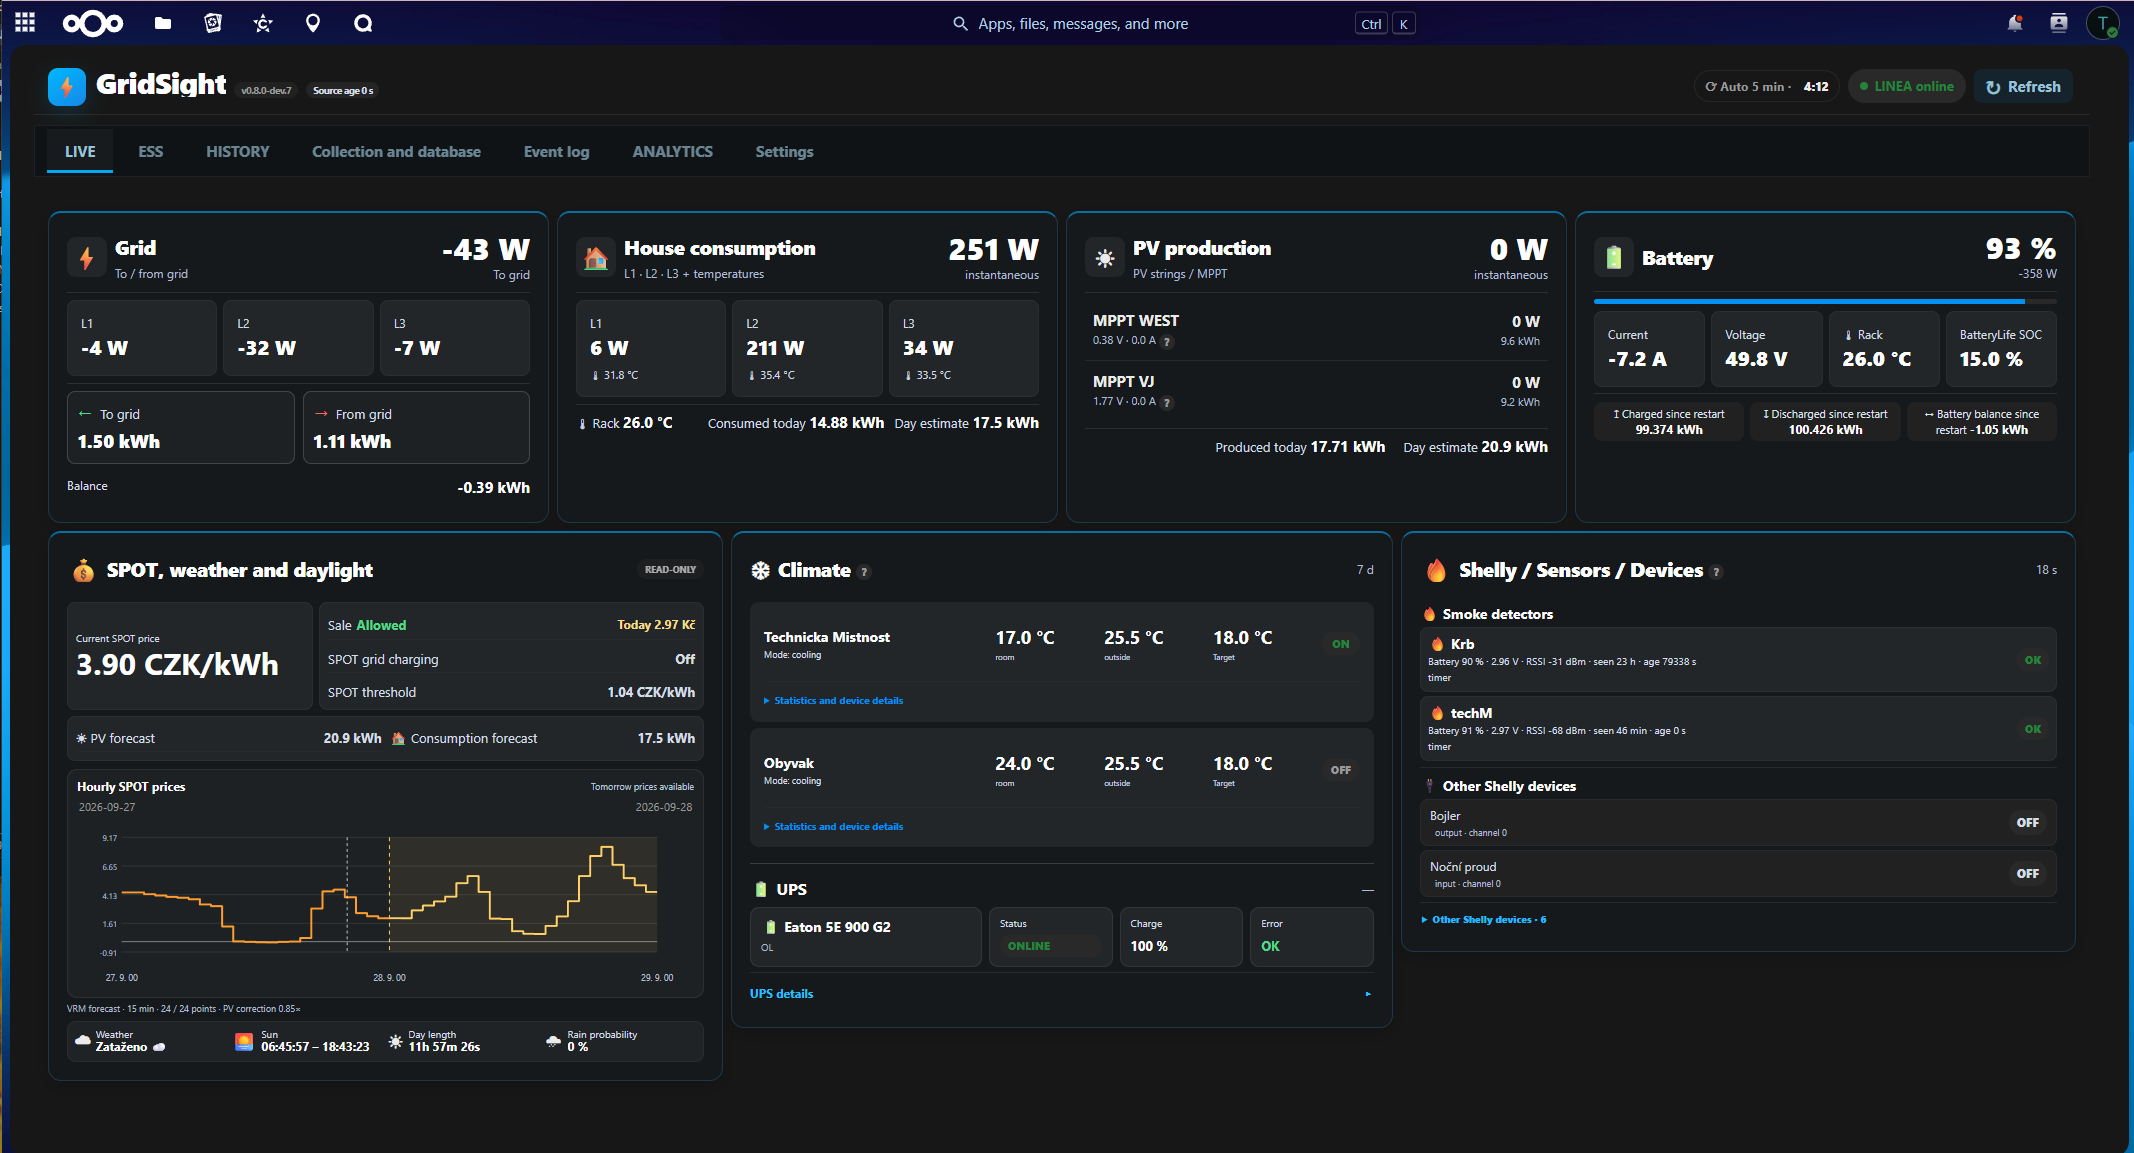 Apps, files, messages, and more
Ctrl K
T
GridSight v0.8.0-dev.7 Source age 0 s
Auto 5 min · 4:12
LINEA online
Refresh
LIVE ESS HISTORY Collection and database Event log ANALYTICS Settings
Grid
To / from grid
-43 W
To grid
L1
-4 W
L2
-32 W
L3
-7 W
← To grid
1.50 kWh
→ From grid
1.11 kWh
Balance -0.39 kWh
House consumption
L1 · L2 · L3 + temperatures
251 W
instantaneous
L1
6 W
31.8 °C
L2
211 W
35.4 °C
L3
34 W
33.5 °C
Rack 26.0 °C Consumed today 14.88 kWh Day estimate 17.5 kWh
PV production
PV strings / MPPT
0 W
instantaneous
MPPT WEST 0 W
0.38 V · 0.0 A ? 9.6 kWh
MPPT VJ 0 W
1.77 V · 0.0 A ? 9.2 kWh
Produced today 17.71 kWh Day estimate 20.9 kWh
Battery
93 %
-358 W
Current
-7.2 A
Voltage
49.8 V
Rack
26.0 °C
BatteryLife SOC
15.0 %
↥ Charged since restart
99.374 kWh
↧ Discharged since restart
100.426 kWh
↔ Battery balance since
restart -1.05 kWh
SPOT, weather and daylight READ-ONLY
Current SPOT price
3.90 CZK/kWh
Sale Allowed Today 2.97 Kč
SPOT grid charging Off
SPOT threshold 1.04 CZK/kWh
PV forecast 20.9 kWh Consumption forecast 17.5 kWh
Hourly SPOT prices Tomorrow prices available
2026-09-27 2026-09-28
9.17
6.65
4.13
1.61
-0.91
27. 9. 00 28. 9. 00 29. 9. 00
VRM forecast · 15 min · 24 / 24 points · PV correction 0.85×
Weather
Zataženo
Sun
06:45:57 – 18:43:23
Day length
11h 57m 26s
Rain probability
0 %
Climate ? 7 d
Technicka Mistnost
Mode: cooling
17.0 °C
room
25.5 °C
outside
18.0 °C
Target
ON
Statistics and device details
Obyvak
Mode: cooling
24.0 °C
room
25.5 °C
outside
18.0 °C
Target
OFF
Statistics and device details
UPS —
Eaton 5E 900 G2
OL
Status
ONLINE
Charge
100 %
Error
OK
UPS details
Shelly / Sensors / Devices ? 18 s
Smoke detectors
Krb
Battery 90 % · 2.96 V · RSSI -31 dBm · seen 23 h · age 79338 s
timer
OK
techM
Battery 91 % · 2.97 V · RSSI -68 dBm · seen 46 min · age 0 s
timer
OK
Other Shelly devices
Bojler
output · channel 0
OFF
Noční proud
input · channel 0
OFF
Other Shelly devices · 6